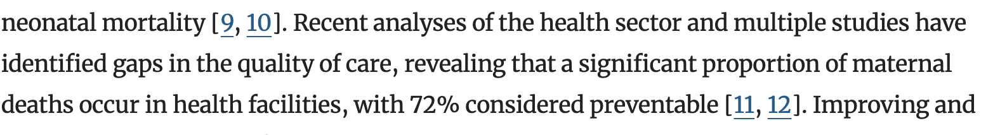 neonatal mortality [9, 10]. Recent analyses of the health sector and multiple studies have
identified gaps in the quality of care, revealing that a significant proportion of maternal
deaths occur in health facilities, with 72% considered preventable [11, 12]. Improving and